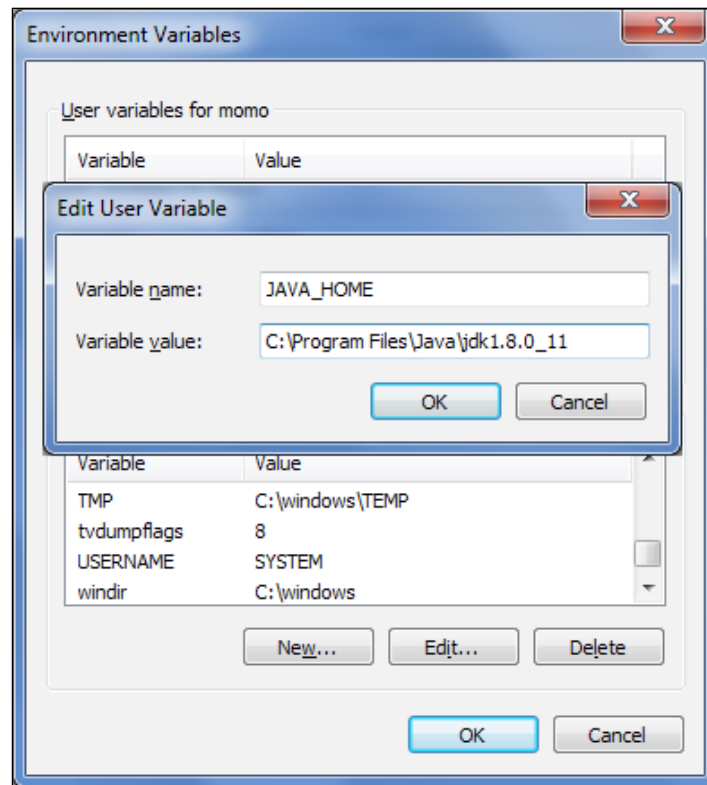 Environment Variables
User variables for momo
Variable Value
Edit User Variable
Variable name: JAVA_HOME
Variable value: C:\Program Files\Java\jdk1.8.0_11
OK Cancel
Variable Value
TMP C:\windows\TEMP
tvdumpflags 8
USERNAME SYSTEM
windir C:\windows
New... Edit... Delete
OK Cancel